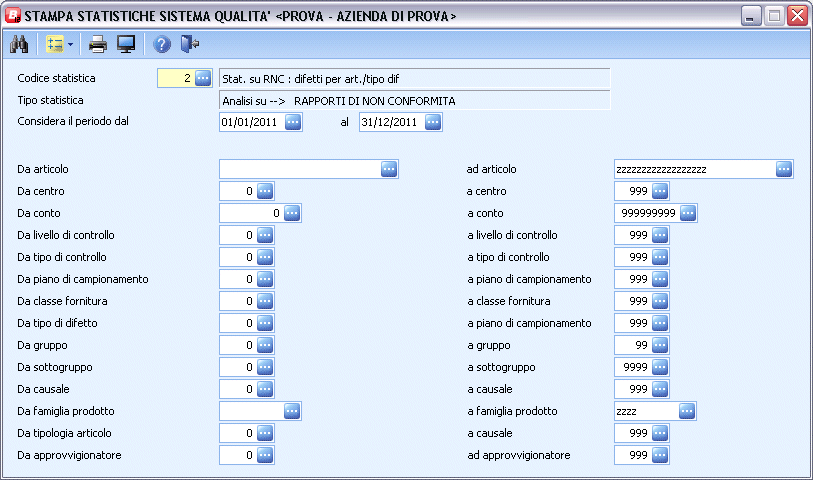 STAMPA STATISTICHE SISTEMA QUALITA' <PROVA - AZIENDA DI PROVA>
Codice statistica 2 Stat. su RNC : difetti per art./tipo dif
Tipo statistica Analisi su --> RAPPORTI DI NON CONFORMITA
Considera il periodo dal 01/01/2011 al 31/12/2011
Da articolo ad articolo zzzzzzzzzzzzzzzzzz
Da centro 0 a centro 999
Da conto 0 a conto 999999999
Da livello di controllo 0 a livello di controllo 999
Da tipo di controllo 0 a tipo di controllo 999
Da piano di campionamento 0 a piano di campionamento 999
Da classe fornitura 0 a classe fornitura 999
Da tipo di difetto 0 a piano di campionamento 999
Da gruppo 0 a gruppo 99
Da sottogruppo 0 a sottogruppo 9999
Da causale 0 a causale 999
Da famiglia prodotto a famiglia prodotto zzzz
Da tipologia articolo 0 a causale 999
Da approvvigionatore 0 ad approvvigionatore 999